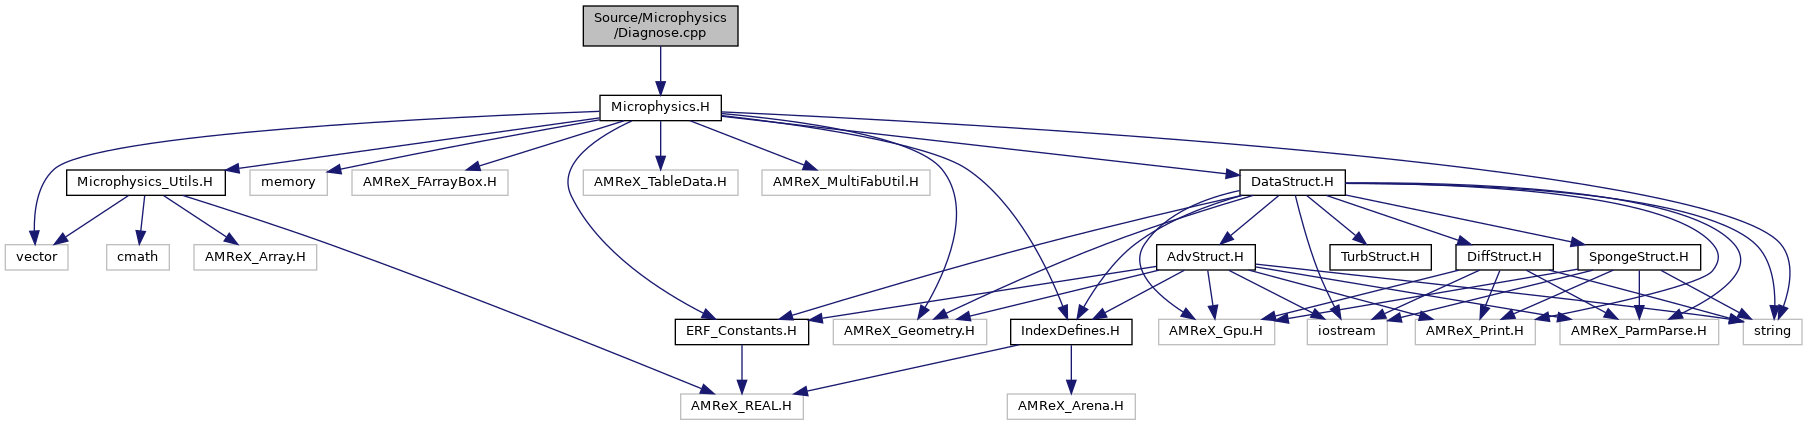 Source/Microphysics
/Diagnose.cpp
Microphysics.H
Microphysics_Utils.H
memory
AMReX_FArrayBox.H
AMReX_TableData.H
AMReX_MultiFabUtil.H
DataStruct.H
vector
cmath
AMReX_Array.H
AdvStruct.H
TurbStruct.H
DiffStruct.H
SpongeStruct.H
ERF_Constants.H
AMReX_Geometry.H
IndexDefines.H
AMReX_Gpu.H
iostream
AMReX_Print.H
AMReX_ParmParse.H
string
AMReX_REAL.H
AMReX_Arena.H